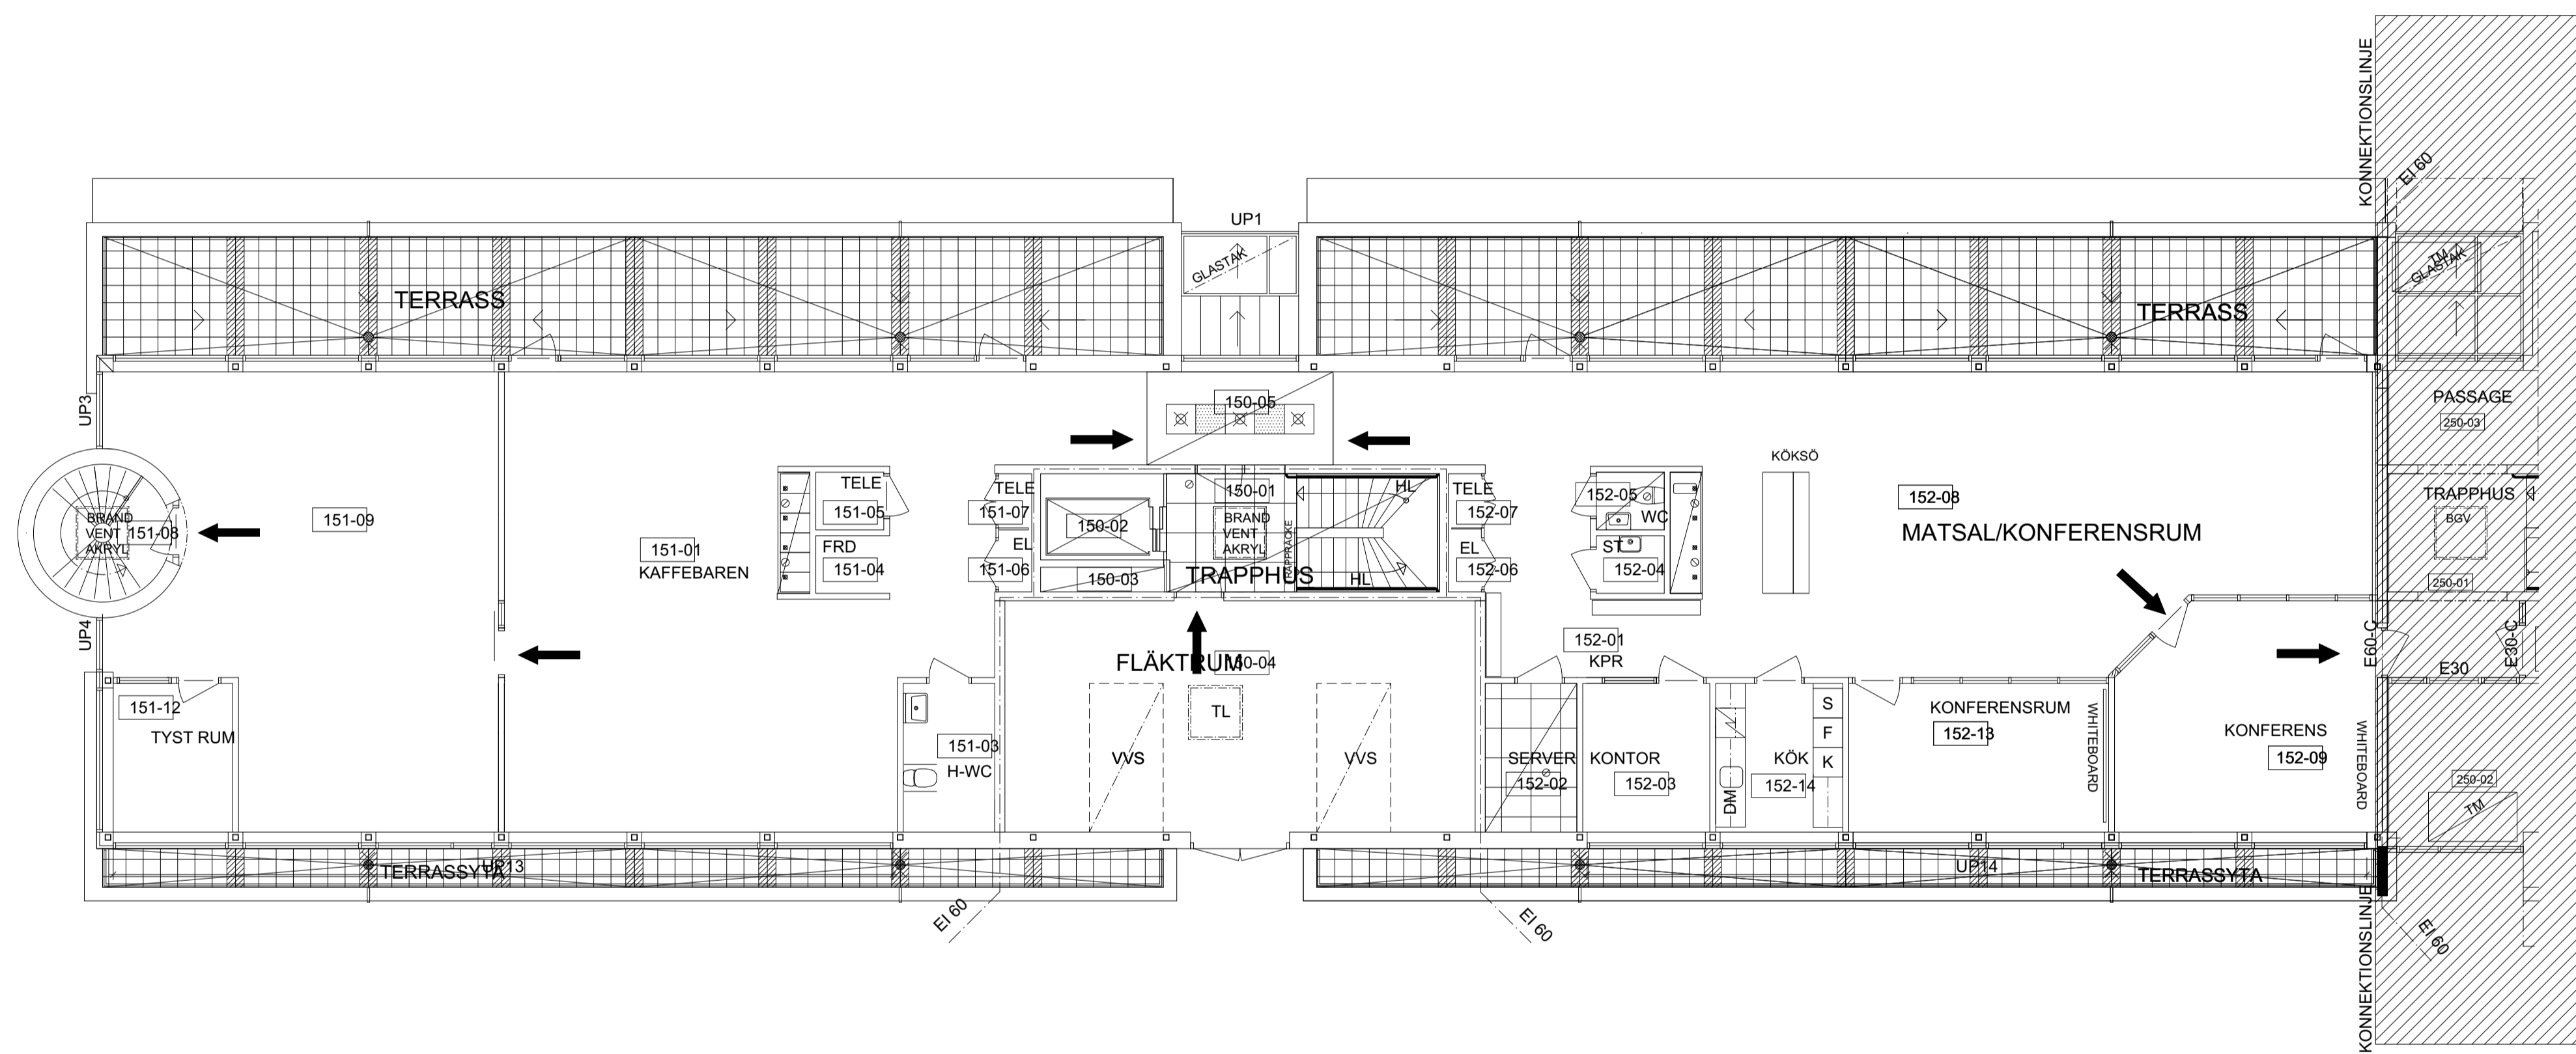 KONNEKTIONSLINJE
EI 60
UP1
GLASTAK
TERRASS
TERRASS
TM
GLASTAK
UP3
150-05
PASSAGE
250-03
KÖKSÖ
BRAND
VENT
AKRYL
151-08
151-09
151-01
KAFFEBAREN
TELE
151-05
FRD
151-04
TELE
151-07
EL
151-06
150-02
150-03
150-01
BRAND
VENT
AKRYL
TRAPPRÄCKE
TRAPPHUS
HL
HL
TELE
152-07
EL
152-06
152-05
WC
ST
152-04
152-08
MATSAL/KONFERENSRUM
TRAPPHUS
BGV
250-01
UP4
152-01
KPR
FLÄKTRUM
150-04
E60-C
E30
E30-C
151-12
TYST RUM
151-03
H-WC
VVS
TL
VVS
SERVER
152-02
KONTOR
152-03
DM
KÖK
152-14
S
F
K
KONFERENSRUM
152-13
WHITEBOARD
KONFERENS
152-09
WHITEBOARD
250-02
TM
TERRASSYTA
UP13
UP14
TERRASSYTA
EI 60
EI 60
EI 60
KONNEKTIONSLINJE